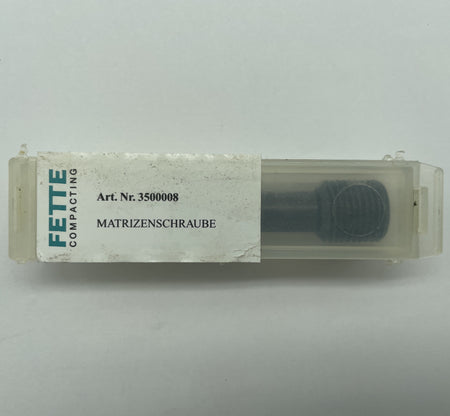 FETTE
COMPACTING
Art. Nr. 3500008
MATRIZENSCHRAUBE